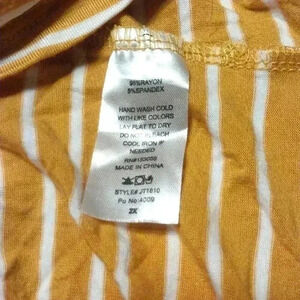 95%RAYON
5%SPANDEX
HAND WASH COLD
WITH LIKE COLORS
LAY FLAT TO DRY
DO NOT BLEACH
COOL IRON IF
NEEDED
MADE IN CHINA
STYLE# JT1610
Po No:4009
2X